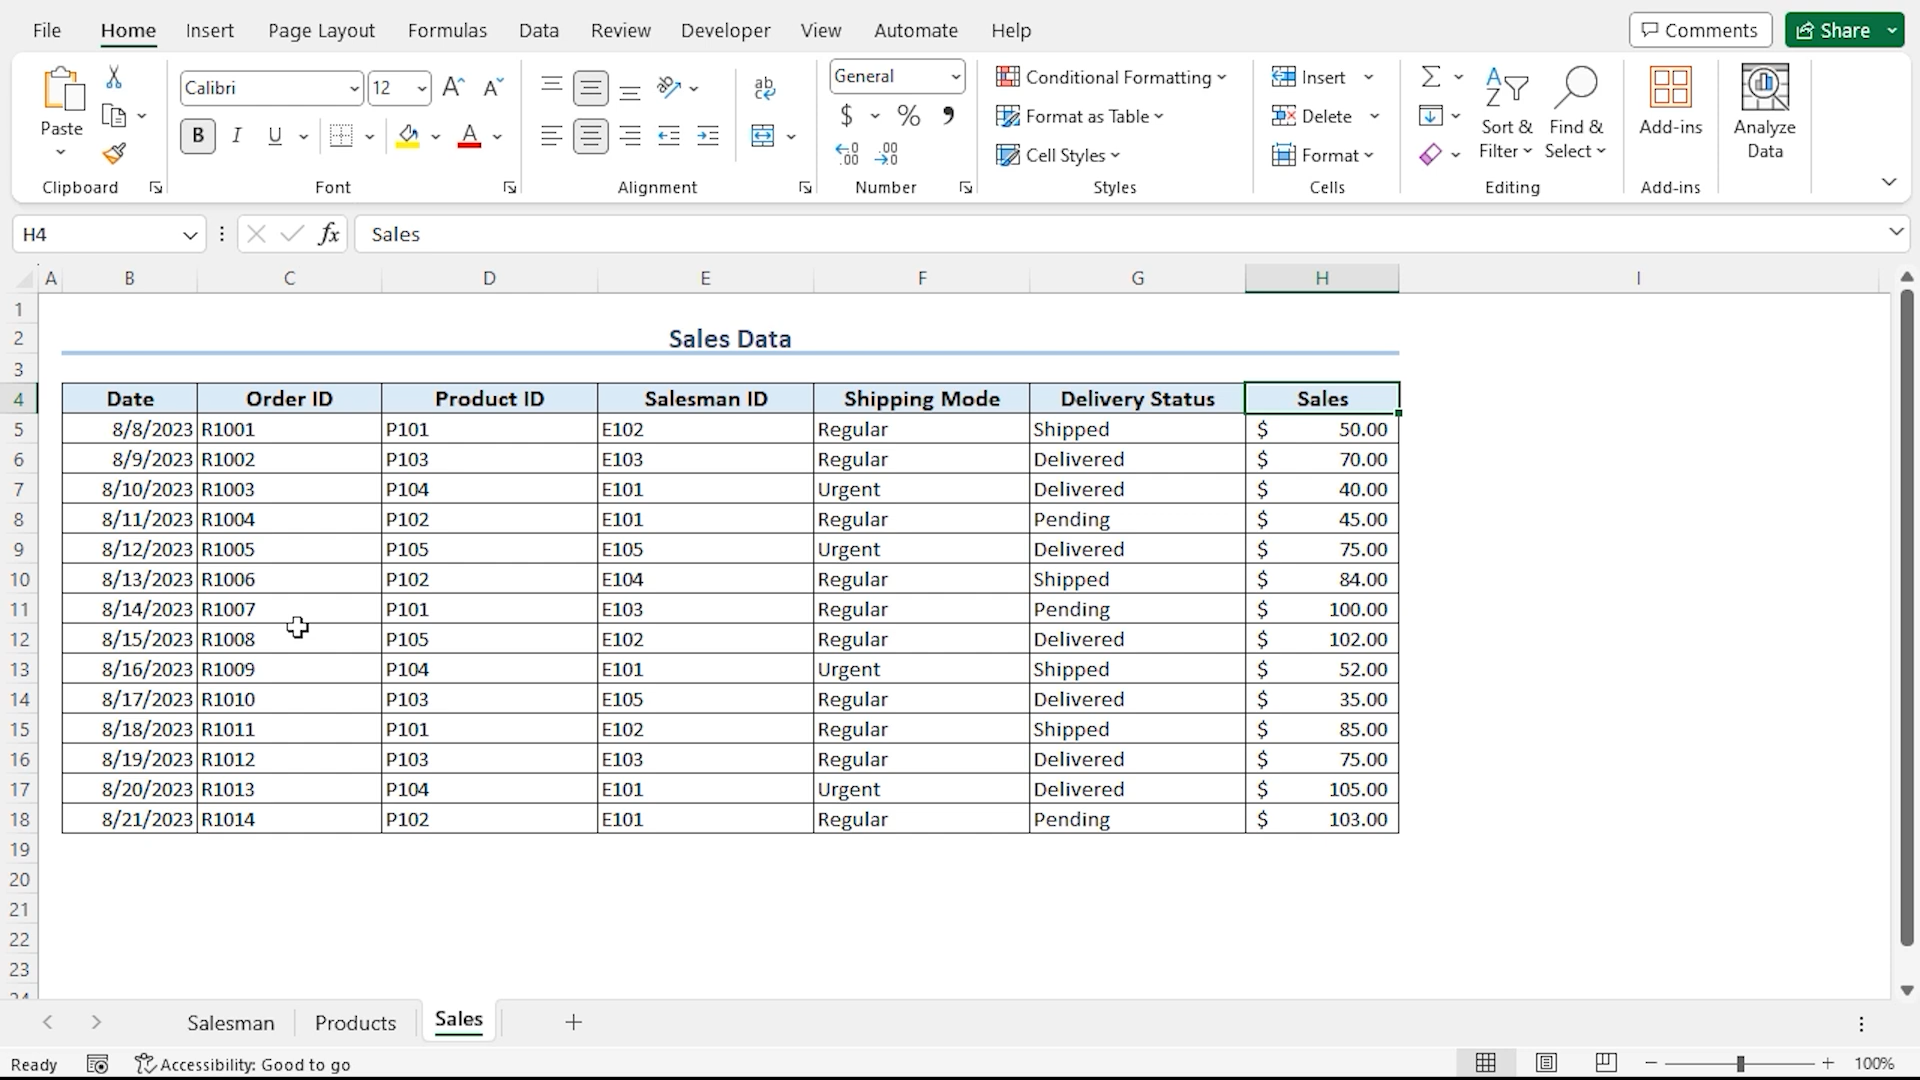 File Home Insert Page Layout Formulas Data Review Developer View Automate Help Comments Share
Calibri 12 General Conditional Formatting Insert
Paste B I U A $ % Format as Table Delete Sort & Find & Add-ins Analyze
Cell Styles Format Filter Select Data
Clipboard Font Alignment Number Styles Cells Editing Add-ins
H4 fx Sales
A B C D E F G H I
1
2 Sales Data
3
4 Date Order ID Product ID Salesman ID Shipping Mode Delivery Status Sales
5 8/8/2023 R1001 P101 E102 Regular Shipped $ 50.00
6 8/9/2023 R1002 P103 E103 Regular Delivered $ 70.00
7 8/10/2023 R1003 P104 E101 Urgent Delivered $ 40.00
8 8/11/2023 R1004 P102 E101 Regular Pending $ 45.00
9 8/12/2023 R1005 P105 E105 Urgent Delivered $ 75.00
10 8/13/2023 R1006 P102 E104 Regular Shipped $ 84.00
11 8/14/2023 R1007 P101 E103 Regular Pending $ 100.00
12 8/15/2023 R1008 P105 E102 Regular Delivered $ 102.00
13 8/16/2023 R1009 P104 E101 Urgent Shipped $ 52.00
14 8/17/2023 R1010 P103 E105 Regular Delivered $ 35.00
15 8/18/2023 R1011 P101 E102 Regular Shipped $ 85.00
16 8/19/2023 R1012 P103 E103 Regular Delivered $ 75.00
17 8/20/2023 R1013 P104 E101 Urgent Delivered $ 105.00
18 8/21/2023 R1014 P102 E101 Regular Pending $ 103.00
19
20
21
22
23
24
Salesman Products Sales
Ready Accessibility: Good to go 100%